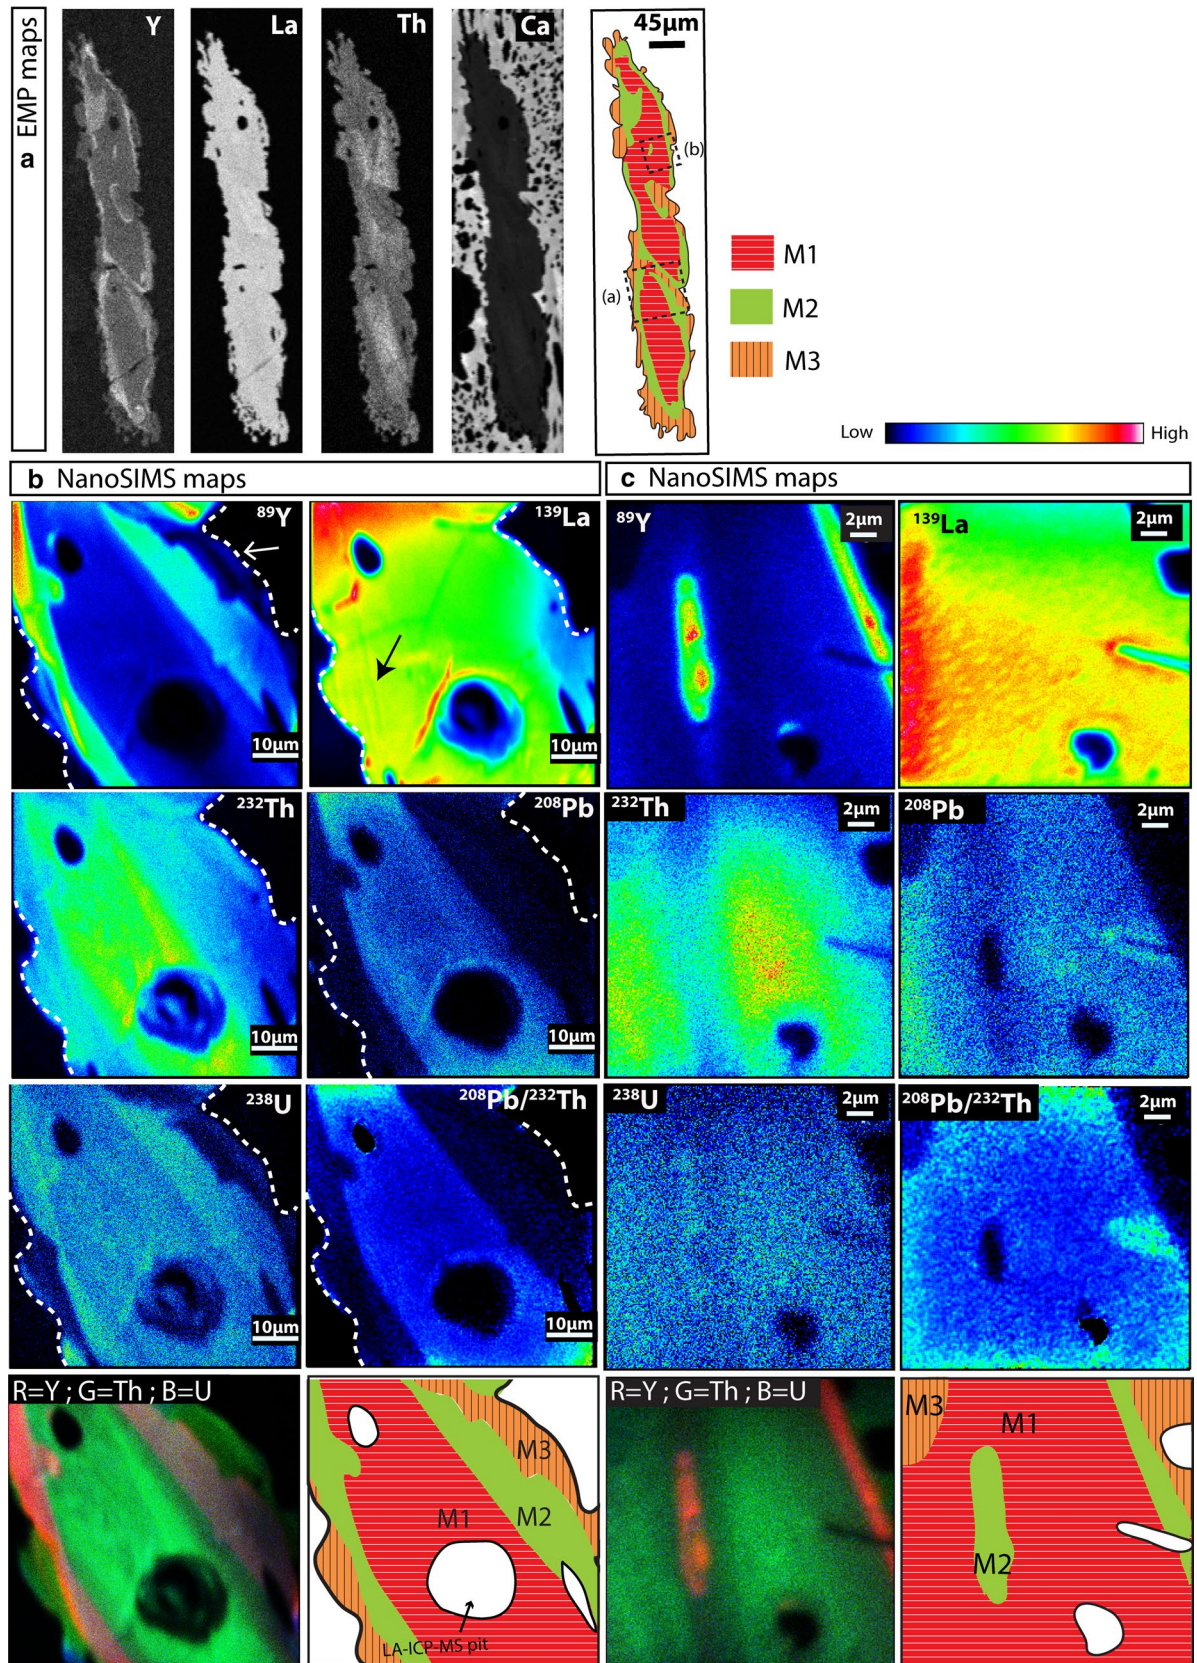 EMP maps
a
Y
La
Th
Ca
45µm
(b)
(a)
M1
M2
M3
Low
High
b NanoSIMS maps
c NanoSIMS maps
⁸⁹Y
10µm
¹³⁹La
10µm
⁸⁹Y
2µm
¹³⁹La
2µm
²³²Th
10µm
²⁰⁸Pb
10µm
²³²Th
2µm
²⁰⁸Pb
2µm
²³⁸U
10µm
²⁰⁸Pb/²³²Th
10µm
²³⁸U
2µm
²⁰⁸Pb/²³²Th
2µm
R=Y ; G=Th ; B=U
M3
M1
M2
LA-ICP-MS pit
R=Y ; G=Th ; B=U
M3
M1
M2